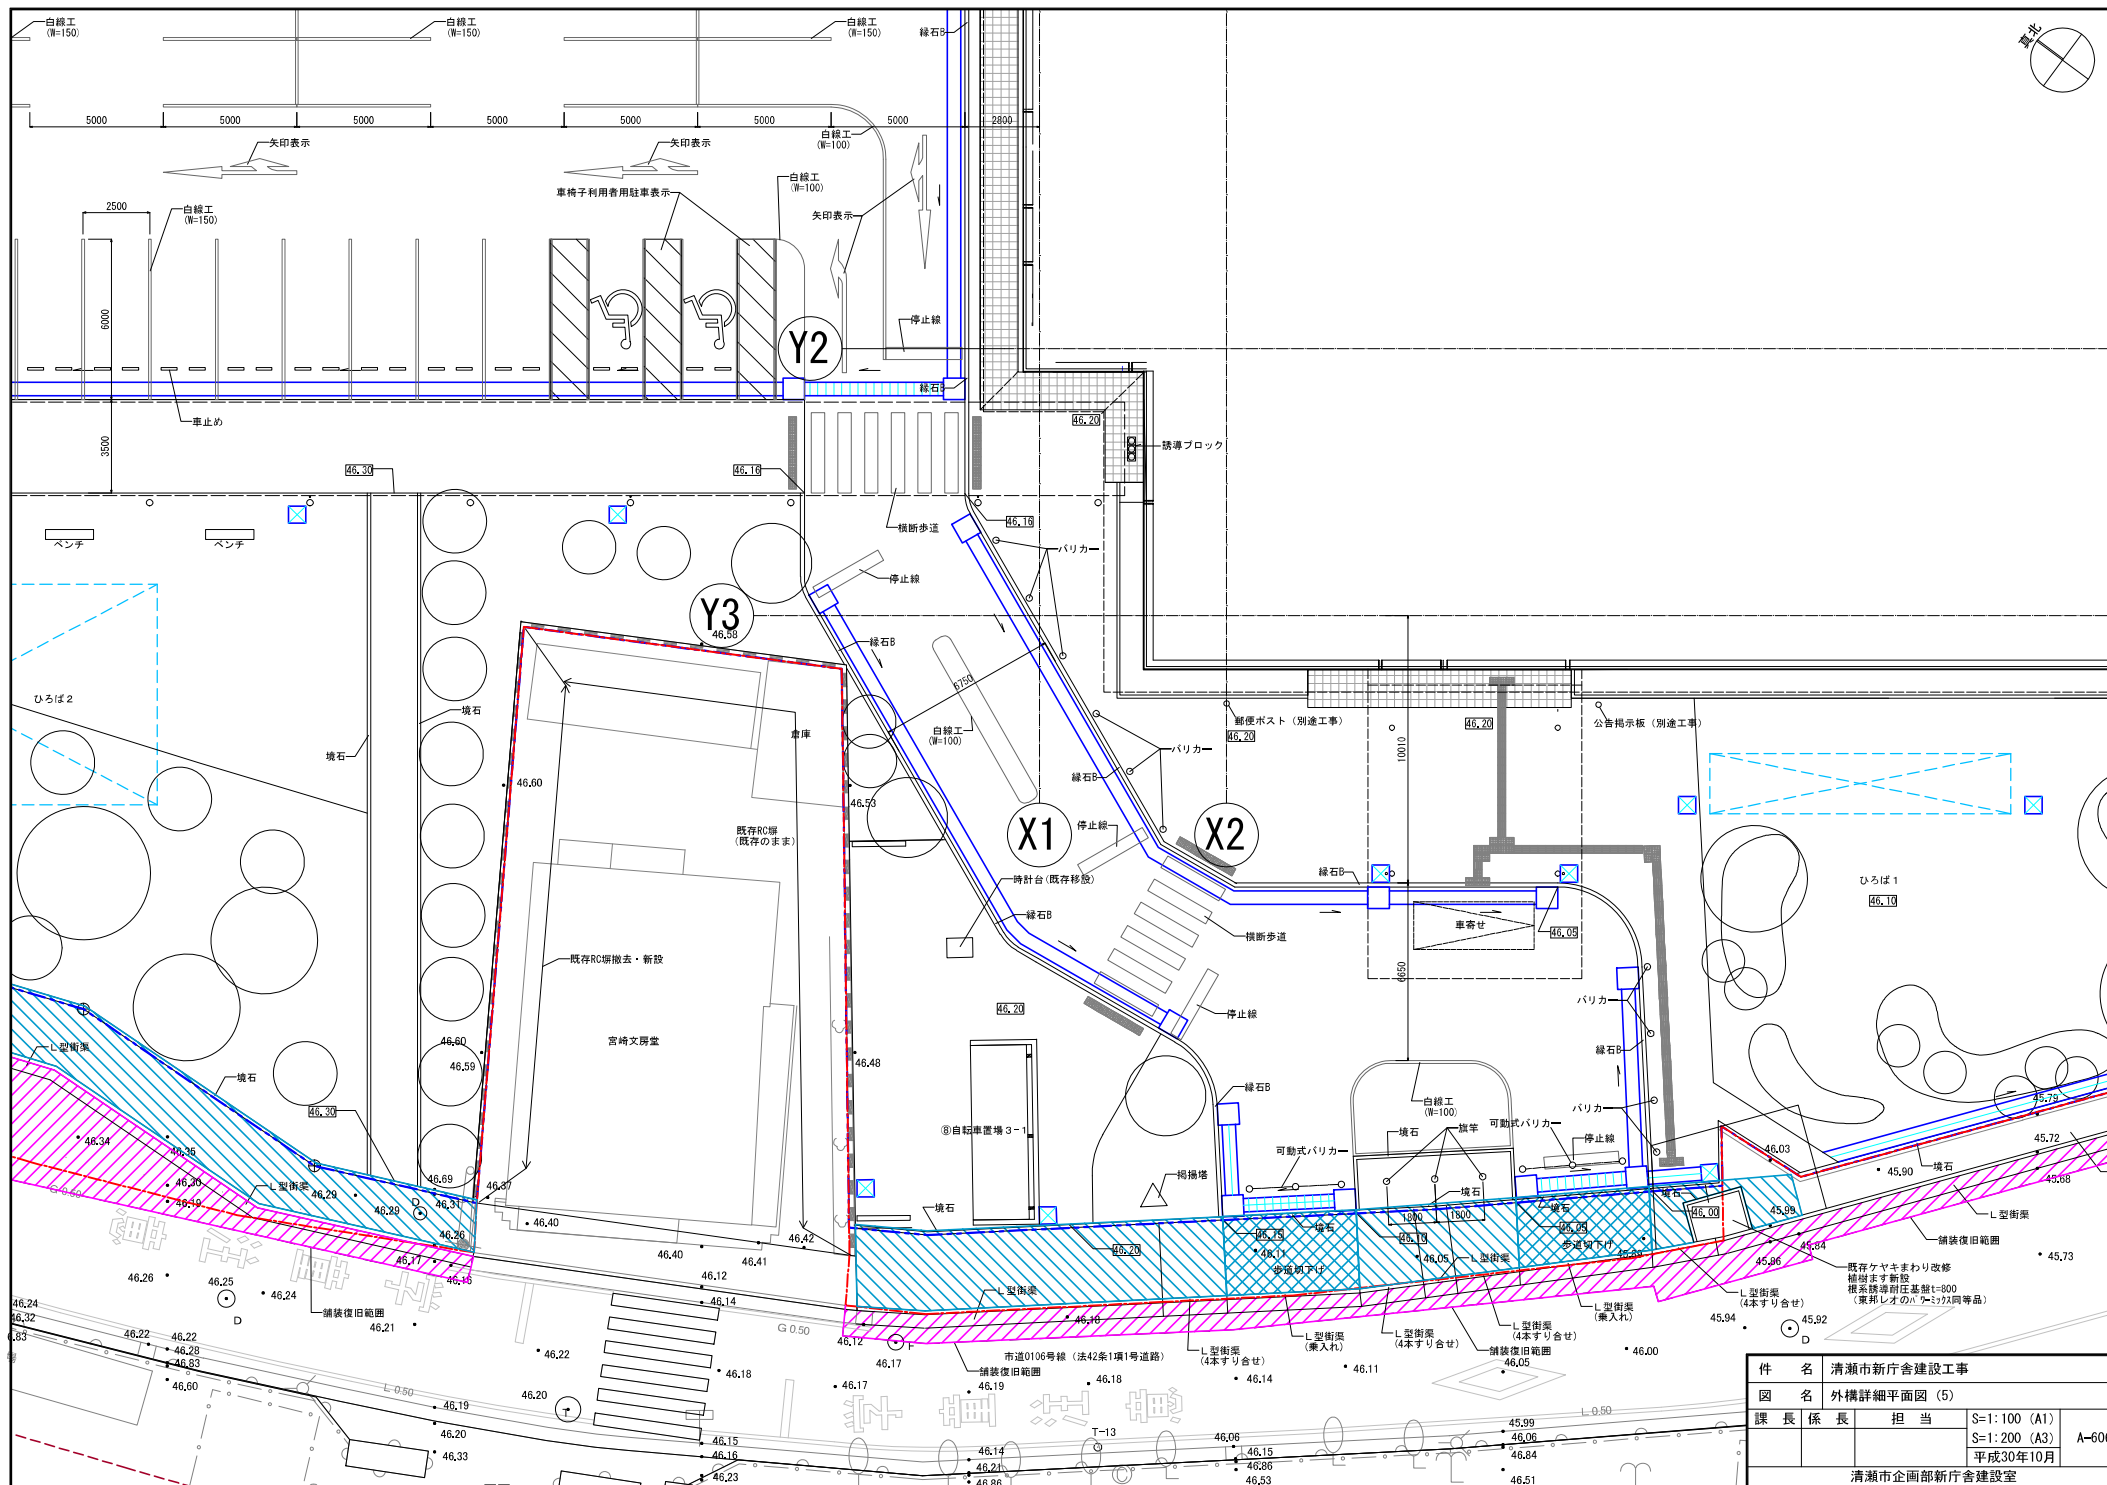 白線工
(W=150)
白線工
(W=150)
白線工
(W=150)
縁石B
真北
5000
5000
5000
5000
5000
5000
5000
2800
白線工
(W=100)
矢印表示
矢印表示
白線工
(W=100)
車椅子利用者用駐車表示
矢印表示
2500
白線工
(W=150)
6000
停止線
Y2
縁石B
車止め
3500
46.20
誘導ブロック
46.30
46.16
46.16
横断歩道
ベンチ
ベンチ
バリカー
停止線
Y3
46.58
縁石B
6750
ひろば2
境石
境石
倉庫
白線工
(W=100)
郵便ポスト(別途工事)
46.20
46.20
公告掲示板(別途工事)
バリカー
10010
縁石B
46.60
46.53
既存RC塀
(既存のまま)
X1
停止線
X2
時計台(既存移設)
縁石B
ひろば1
46.10
縁石B
車寄せ
46.05
横断歩道
既存RC塀撤去・新設
6650
46.20
停止線
バリカー
宮崎文房堂
46.60
46.59
46.48
縁石B
L型街渠
境石
46.30
縁石B
白線工
(W=100)
バリカー
45.79
⑧自転車置場3-1
境石
旗竿
可動式バリカー
停止線
可動式バリカー
46.34
46.35
46.30
46.19
46.29
46.29
46.69
46.31
46.37
46.26
46.17
46.16
D
L型街渠
G 0.50
掲揚塔
46.03
45.90
45.72
45.68
境石
境石
境石
境石
境石
境石
1800
1800
46.00
46.05
46.15
46.11
46.10
46.05
46.20
歩道切下げ
歩道切下げ
45.89
45.99
45.84
45.86
L型街渠
L型街渠
舗装復旧範囲
45.73
46.40
46.40
46.41
46.42
46.26
46.25
D
46.24
舗装復旧範囲
46.21
46.12
46.14
G 0.50
L型街渠
46.18
46.12
46.17
F
市道0106号線(法42条1項1号道路)
舗装復旧範囲
L型街渠
(4本すり合せ)
L型街渠
(乗入れ)
L型街渠
(4本すり合せ)
L型街渠
(4本すり合せ)
L型街渠
(乗入れ)
L型街渠
(4本すり合せ)
舗装復旧範囲
既存ケヤキまわり改修
植樹ます新設
根系誘導耐圧基盤t=800
(東邦レオのパワーミックス同等品)
45.94
45.92
D
46.00
46.05
46.11
46.14
46.18
46.19
46.17
46.18
46.22
46.20
T
46.24
46.32
46.22
46.22
46.28
46.83
46.60
L 0.50
46.19
46.20
46.33
46.15
46.16
46.23
46.14
46.21
46.86
T-13
46.06
46.15
46.86
46.53
45.99
46.06
46.84
46.51
L 0.50
件 名 清瀬市新庁舎建設工事
図 名 外構詳細平面図(5)
課 長 係 長 担 当 S=1:100 (A1)
S=1:200 (A3)
平成30年10月
清瀬市企画部新庁舎建設室